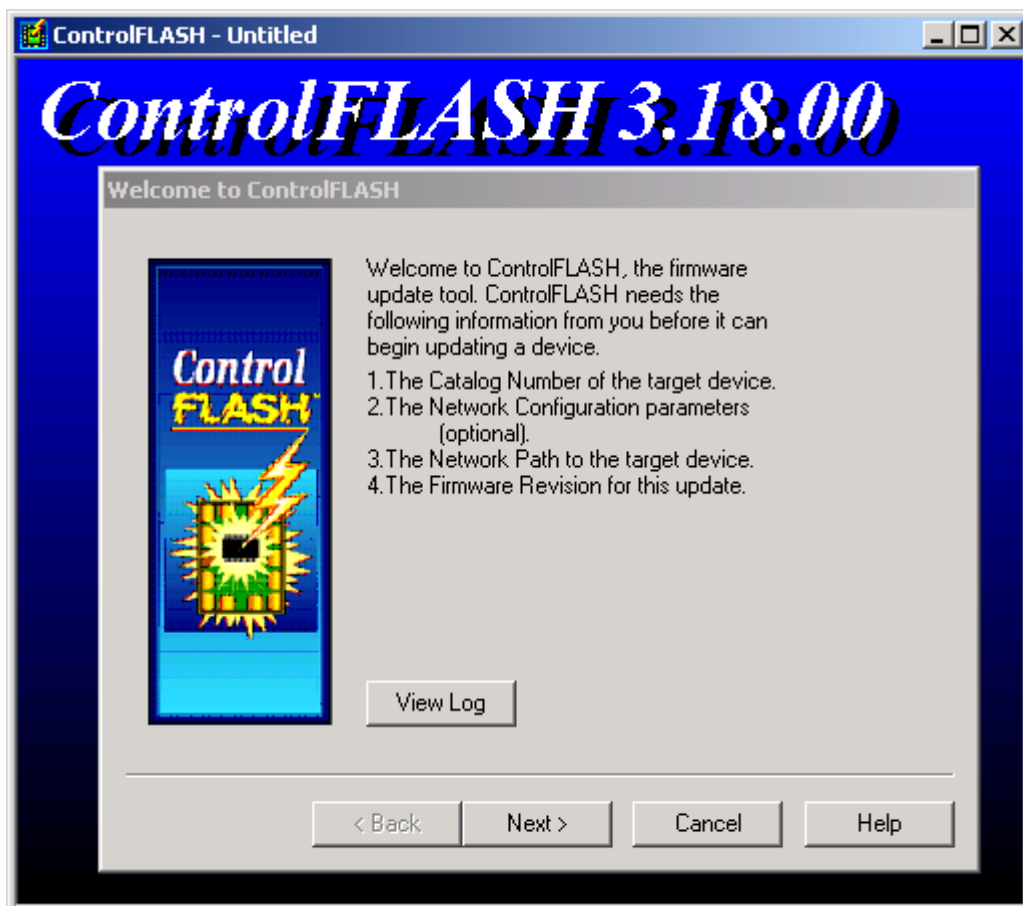 ControlFLASH - Untitled
ControlFLASH 3.18.00
Welcome to ControlFLASH
Control
FLASH
Welcome to ControlFLASH, the firmware
update tool. ControlFLASH needs the
following information from you before it can
begin updating a device.
1.The Catalog Number of the target device.
2.The Network Configuration parameters
(optional).
3.The Network Path to the target device.
4.The Firmware Revision for this update.
View Log
< Back
Next >
Cancel
Help